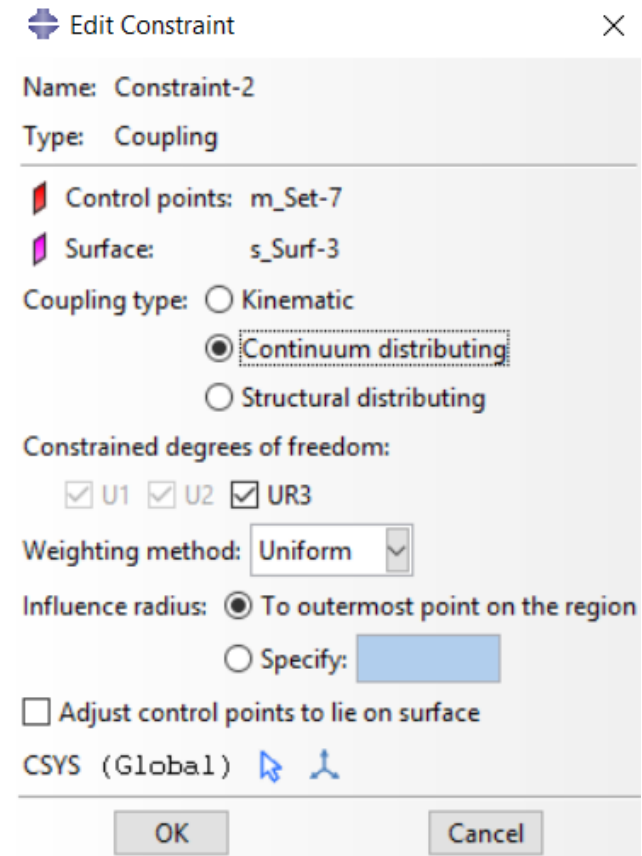 Edit Constraint
Name: Constraint-2
Type: Coupling
Control points: m_Set-7
Surface: s_Surf-3
Coupling type: Kinematic
Continuum distributing
Structural distributing
Constrained degrees of freedom:
U1 U2 UR3
Weighting method: Uniform
Influence radius: To outermost point on the region
Specify:
Adjust control points to lie on surface
CSYS (Global)
OK Cancel